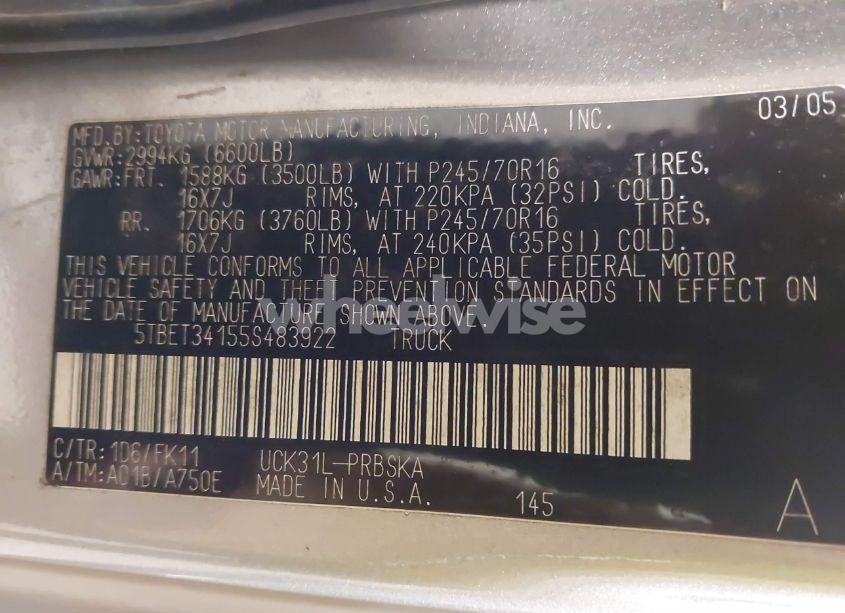 03/05
MFD. BY: TOYOTA MOTOR MANUFACTURING, INDIANA, INC.
GVWR: 2994KG (6600LB)
GAWR: FRT. 1588KG (3500LB) WITH P245/70R16 TIRES,
16X7J RIMS, AT 220KPA (32PSI) COLD.
RR. 1706KG (3760LB) WITH P245/70R16 TIRES,
16X7J RIMS, AT 240KPA (35PSI) COLD.
THIS VEHICLE CONFORMS TO ALL APPLICABLE FEDERAL MOTOR
VEHICLE SAFETY AND THEFT PREVENTION STANDARDS IN EFFECT ON
THE DATE OF MANUFACTURE SHOWN ABOVE.
wheelwise
5TBET34155S483922 TRUCK
C/TR: 1D6/FK11 UCK31L-PRBSKA
A/TM: A01B/A750E MADE IN U.S.A. 145
A